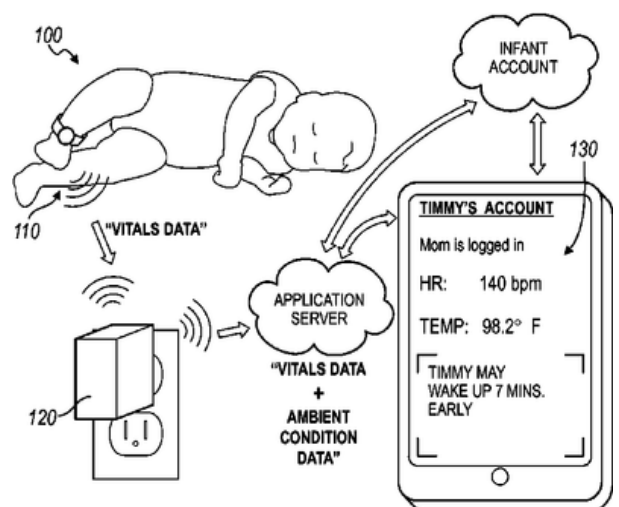 100
110
"VITALS DATA"
120
APPLICATION
SERVER
"VITALS DATA
+
AMBIENT
CONDITION
DATA"
INFANT
ACCOUNT
130
TIMMY'S ACCOUNT
Mom is logged in
HR: 140 bpm
TEMP: 98.2° F
TIMMY MAY
WAKE UP 7 MINS.
EARLY